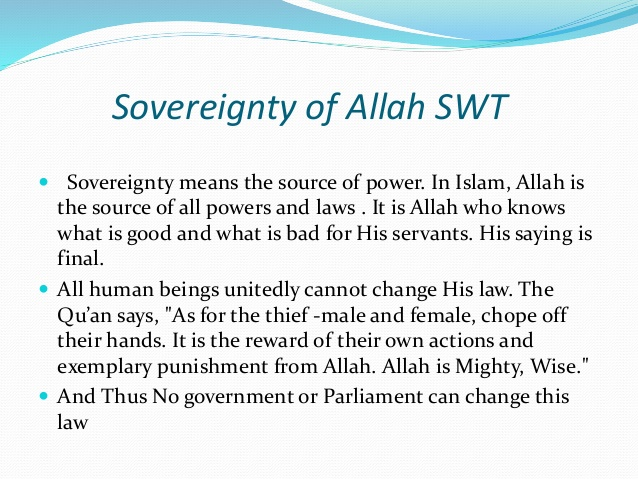 Sovereignty of Allah SWT
• Sovereignty means the source of power. In Islam, Allah is
the source of all powers and laws . It is Allah who knows
what is good and what is bad for His servants. His saying is
final.
• All human beings unitedly cannot change His law. The
Qu’an says, "As for the thief -male and female, chope off
their hands. It is the reward of their own actions and
exemplary punishment from Allah. Allah is Mighty, Wise."
• And Thus No government or Parliament can change this
law